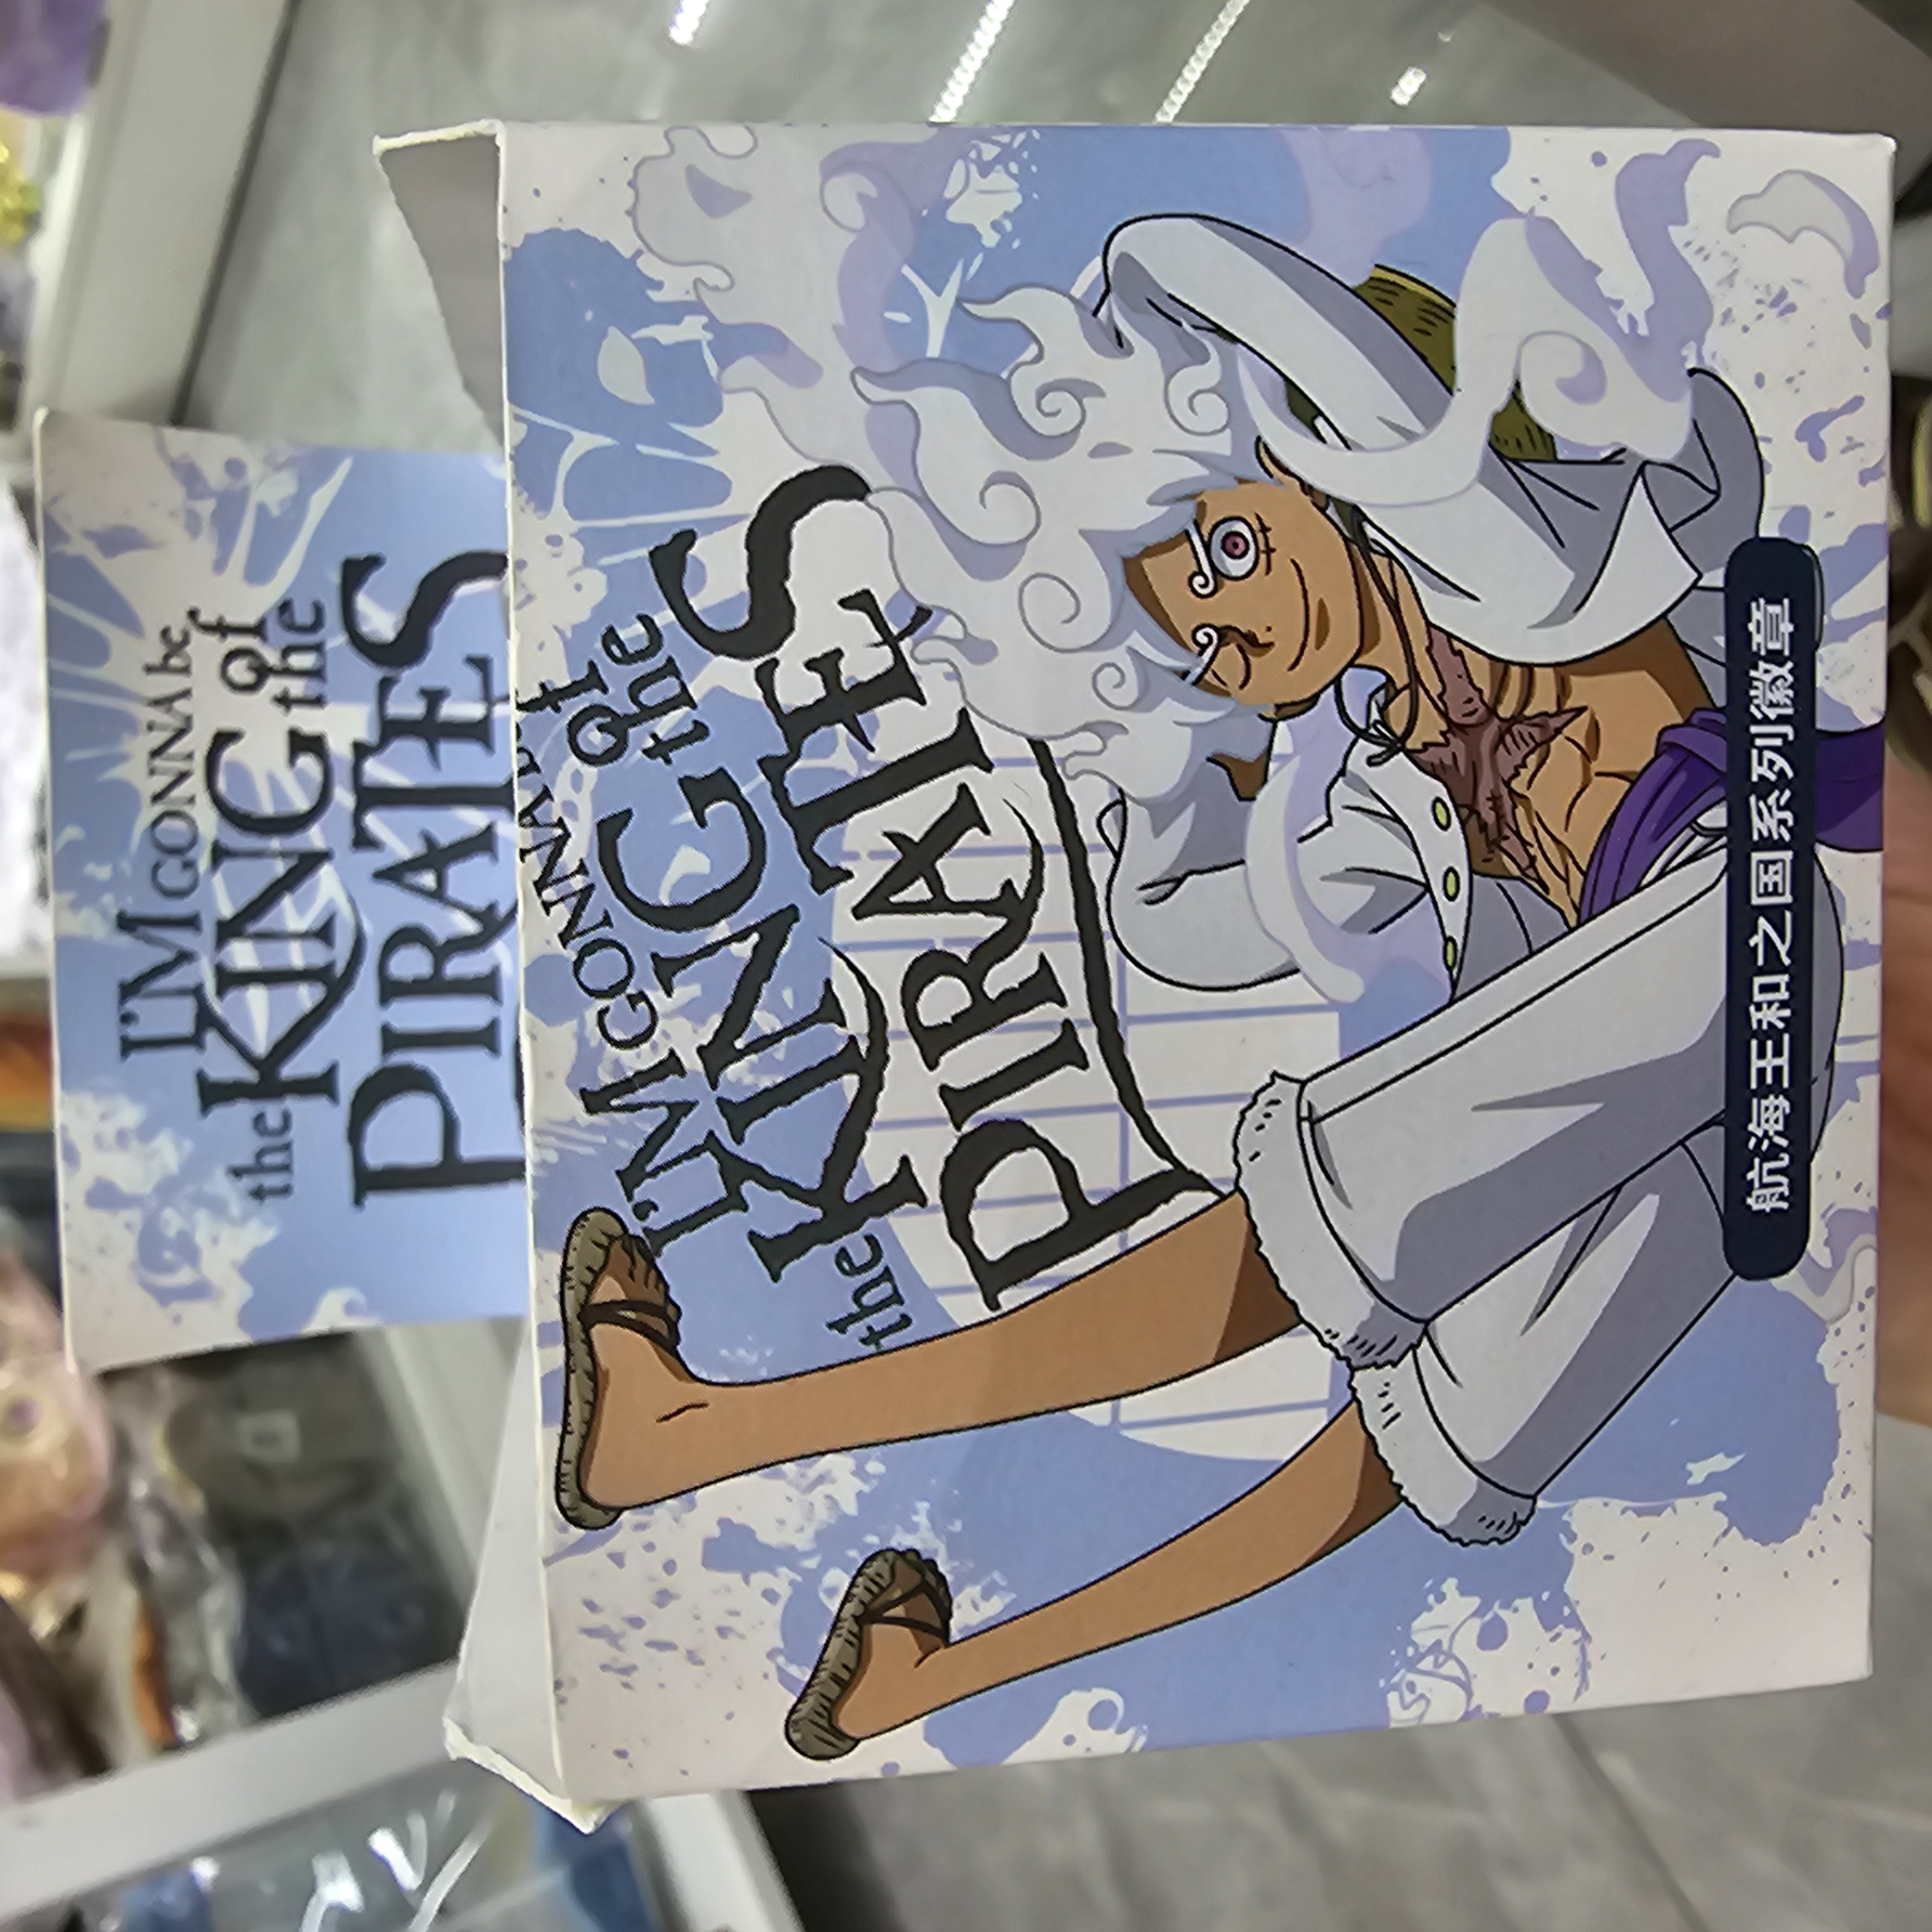 I'M GONNA be
the KING of the
PIRATES
I'M GONNA be
the KING Of the
PIRATES
航海王和之国系列徽章